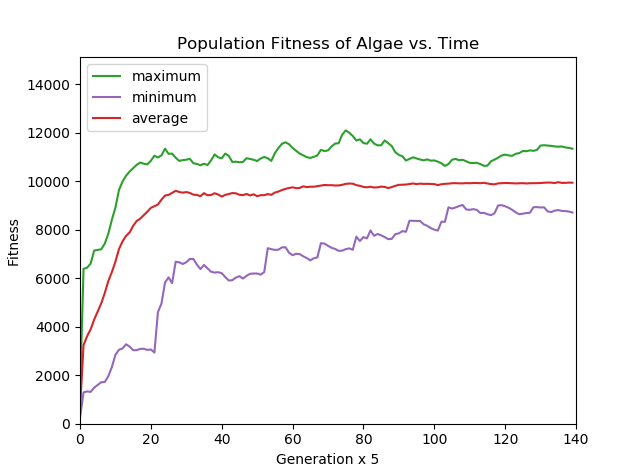 Population Fitness of Algae vs. Time
maximum
minimum
average
14000
12000
10000
8000
6000
4000
2000
0
Fitness
0 20 40 60 80 100 120 140
Generation x 5